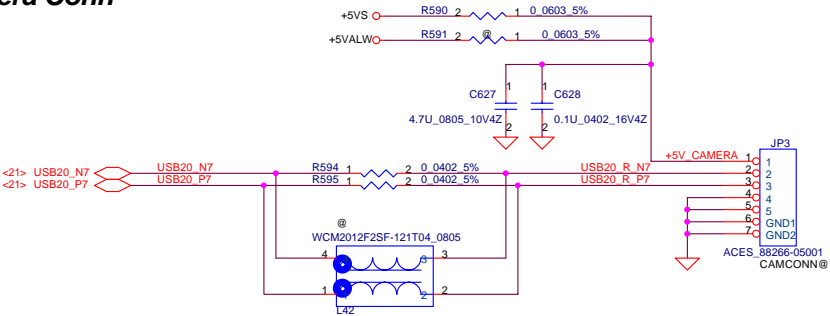 +5VS R590 2 1 0_0603_5%
+5VALW R591 2 @ 1 0_0603_5%
1 1
C627 C628
4.7U_0805_10V4Z 0.1U_0402_16V4Z
2 2
JP3
+5V_CAMERA 1 1
<21> USB20_N7 USB20_N7 R594 1 2 0_0402_5% USB20_R_N7 2 2
<21> USB20_P7 USB20_P7 R595 1 2 0_0402_5% USB20_R_P7 3 3
4 4
5 5
6 GND1
7 GND2
@
WCM2012F2SF-121T04_0805
ACES_88266-05001
CAMCONN@
4 3 3
1 2 2
L42